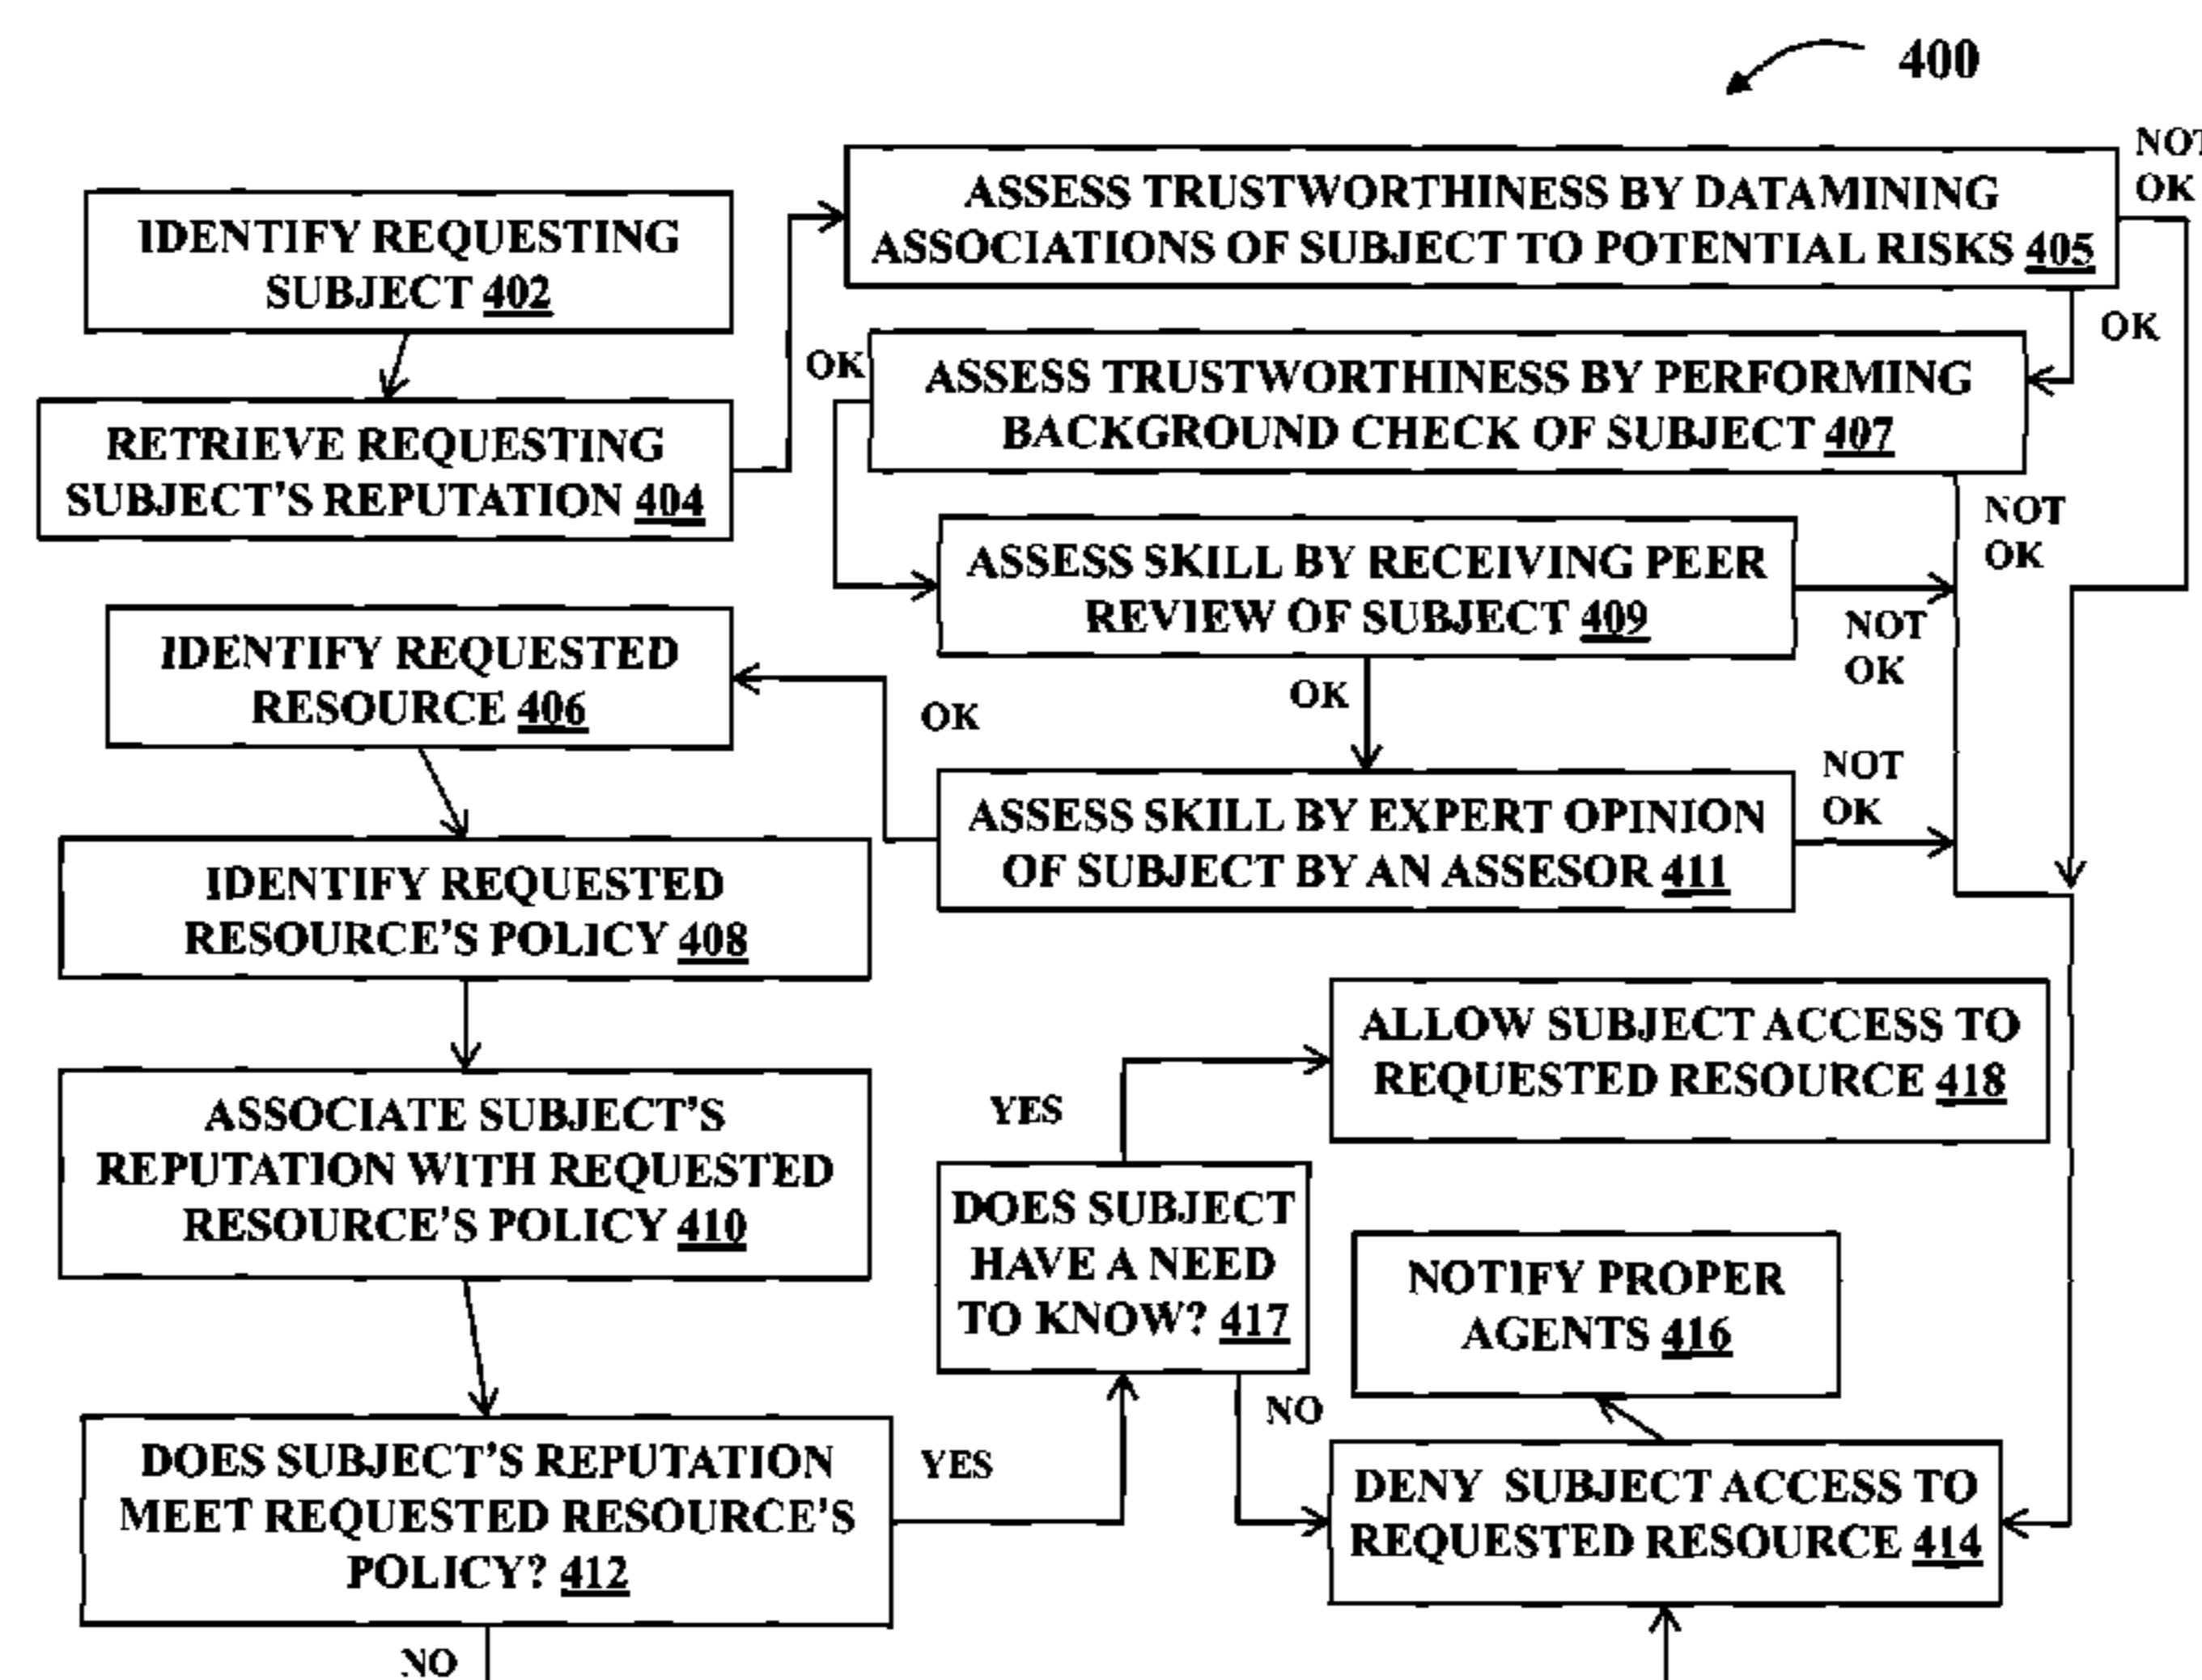 400
IDENTIFY REQUESTING
SUBJECT 402
RETRIEVE REQUESTING
SUBJECT'S REPUTATION 404
ASSESS TRUSTWORTHINESS BY DATAMINING
ASSOCIATIONS OF SUBJECT TO POTENTIAL RISKS 405
NOT
OK
OK
OK
ASSESS TRUSTWORTHINESS BY PERFORMING
BACKGROUND CHECK OF SUBJECT 407
NOT
OK
ASSESS SKILL BY RECEIVING PEER
REVIEW OF SUBJECT 409
NOT
OK
OK
ASSESS SKILL BY EXPERT OPINION
OF SUBJECT BY AN ASSESOR 411
NOT
OK
OK
IDENTIFY REQUESTED
RESOURCE 406
IDENTIFY REQUESTED
RESOURCE'S POLICY 408
ASSOCIATE SUBJECT'S
REPUTATION WITH REQUESTED
RESOURCE'S POLICY 410
DOES SUBJECT'S REPUTATION
MEET REQUESTED RESOURCE'S
POLICY? 412
YES
NO
DOES SUBJECT
HAVE A NEED
TO KNOW? 417
YES
NO
ALLOW SUBJECT ACCESS TO
REQUESTED RESOURCE 418
NOTIFY PROPER
AGENTS 416
DENY SUBJECT ACCESS TO
REQUESTED RESOURCE 414